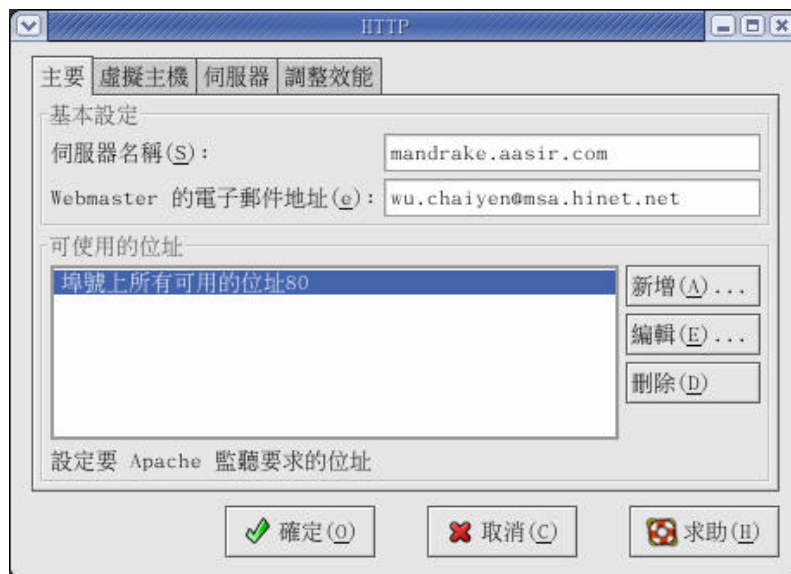 HTTP
主要 虛擬主機 伺服器 調整效能
基本設定
伺服器名稱(S): mandrake.aasir.com
Webmaster 的電子郵件地址(e): wu.chaiyen@msa.hinet.net
可使用的位址
埠號上所有可用的位址80
新增(A)...
編輯(E)...
刪除(D)
設定要 Apache 監聽要求的位址
確定(O) 取消(C) 求助(H)